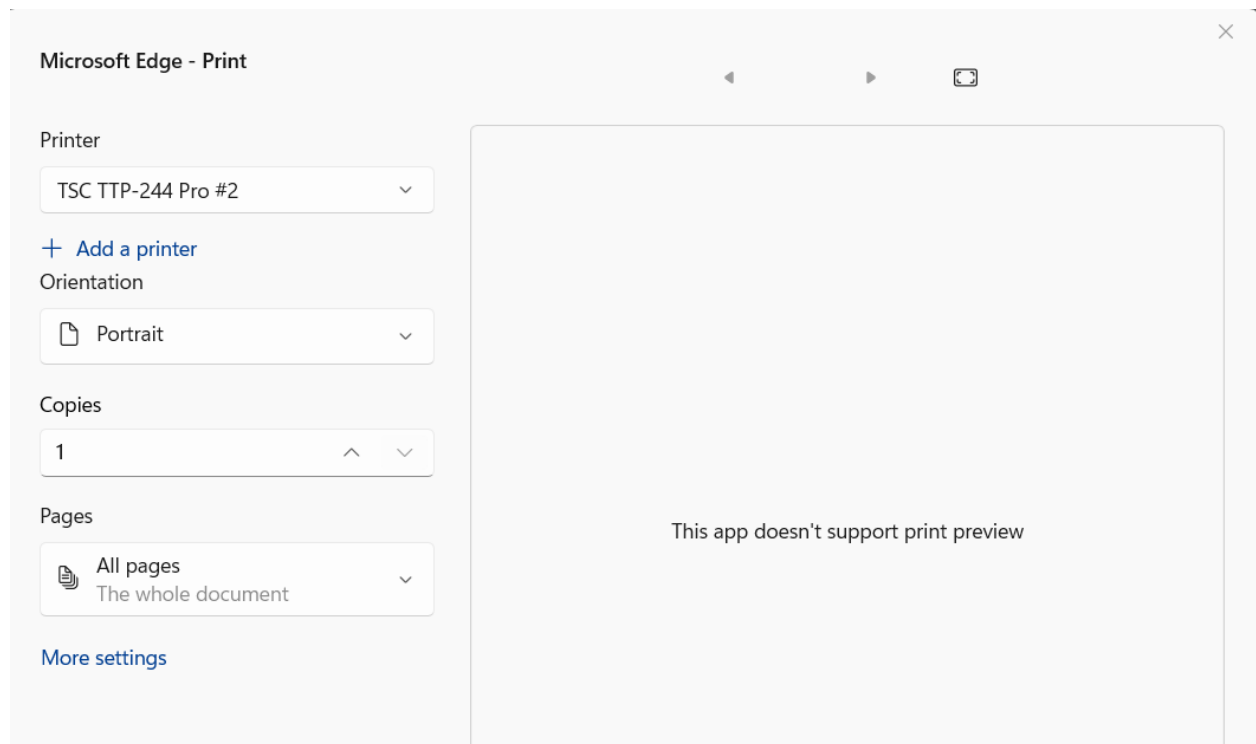 Microsoft Edge - Print
Printer
TSC TTP-244 Pro #2
Add a printer
Orientation
Portrait
Copies
1
Pages
All pages
The whole document
More settings
This app doesn't support print preview